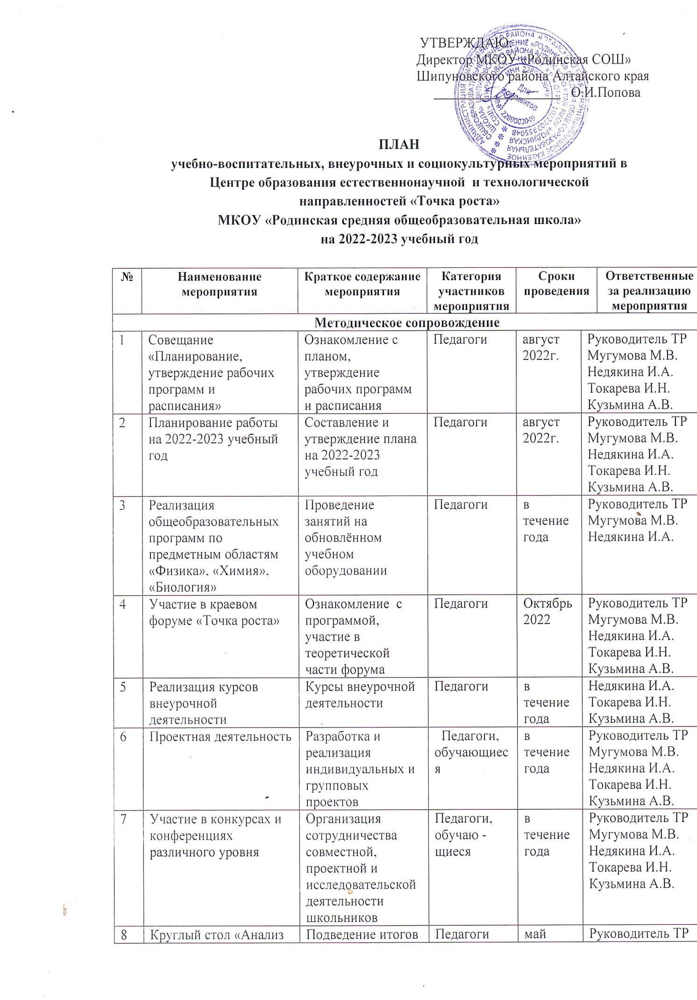 УТВЕРЖДАЮ
Директор МКОУ «Родинская СОШ»
Шипуновского района Алтайского края
О.И.Попова
Для
документов
ИНН 2289003049
ПЛАН
учебно-воспитательных, внеурочных и социокультурных мероприятий в
Центре образования естественнонаучной и технологической
направленностей «Точка роста»
МКОУ «Родинская средняя общеобразовательная школа»
на 2022-2023 учебный год
№
Наименование
мероприятия
Краткое содержание
мероприятия
Категория
участников
мероприятия
Сроки
проведения
Ответственные
за реализацию
мероприятия
Методическое сопровождение
1
Совещание
«Планирование,
утверждение рабочих
программ и
расписания»
Ознакомление с
планом,
утверждение
рабочих программ
и расписания
Педагоги
август
2022г.
Руководитель ТР
Мугумова М.В.
Недякина И.А.
Токарева И.Н.
Кузьмина А.В.
2
Планирование работы
на 2022-2023 учебный
год
Составление и
утверждение плана
на 2022-2023
учебный год
Педагоги
август
2022г.
Руководитель ТР
Мугумова М.В.
Недякина И.А.
Токарева И.Н.
Кузьмина А.В.
3
Реализация
общеобразовательных
программ по
предметным областям
«Физика», «Химия»,
«Биология»
Проведение
занятий на
обновлённом
учебном
оборудовании
Педагоги
в
течение
года
Руководитель ТР
Мугумова М.В.
Недякина И.А.
4
Участие в краевом
форуме «Точка роста»
Ознакомление с
программой,
участие в
теоретической
части форума
Педагоги
Октябрь
2022
Руководитель ТР
Мугумова М.В.
Недякина И.А.
Токарева И.Н.
Кузьмина А.В.
5
Реализация курсов
внеурочной
деятельности
Курсы внеурочной
деятельности
Педагоги
в
течение
года
Недякина И.А.
Токарева И.Н.
Кузьмина А.В.
6
Проектная деятельность
Разработка и
реализация
индивидуальных и
групповых
проектов
Педагоги,
обучающиес
я
в
течение
года
Руководитель ТР
Мугумова М.В.
Недякина И.А.
Токарева И.Н.
Кузьмина А.В.
7
Участие в конкурсах и
конференциях
различного уровня
Организация
сотрудничества
совместной,
проектной и
исследовательской
деятельности
школьников
Педагоги,
обучаю -
щиеся
в
течение
года
Руководитель ТР
Мугумова М.В.
Недякина И.А.
Токарева И.Н.
Кузьмина А.В.
8
Круглый стол «Анализ
Подведение итогов
Педагоги
май
Руководитель ТР